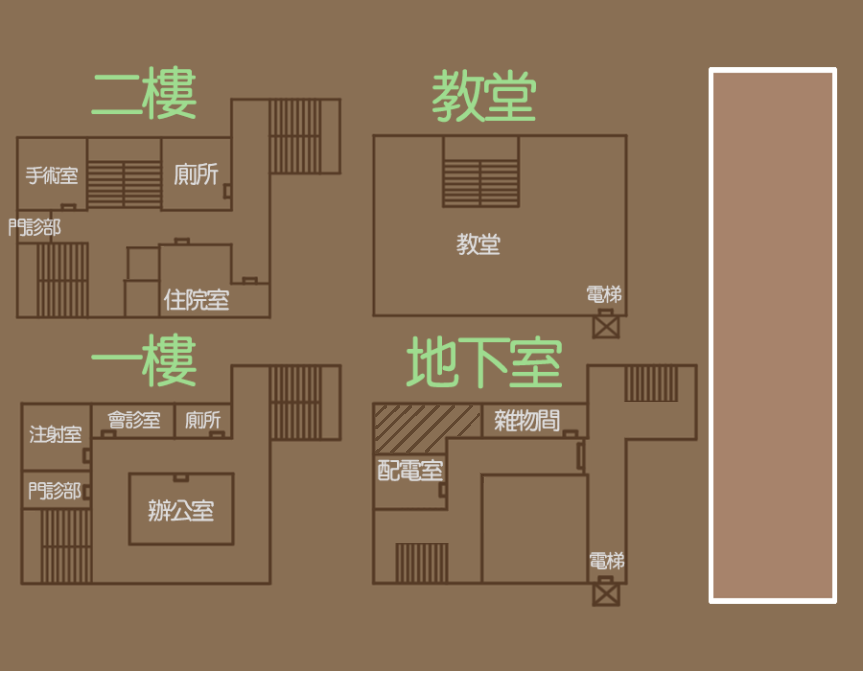 二樓
手術室
廁所
門診部
住院室
教堂
教堂
電梯
一樓
注射室
會診室
廁所
門診部
辦公室
地下室
雜物間
配電室
電梯